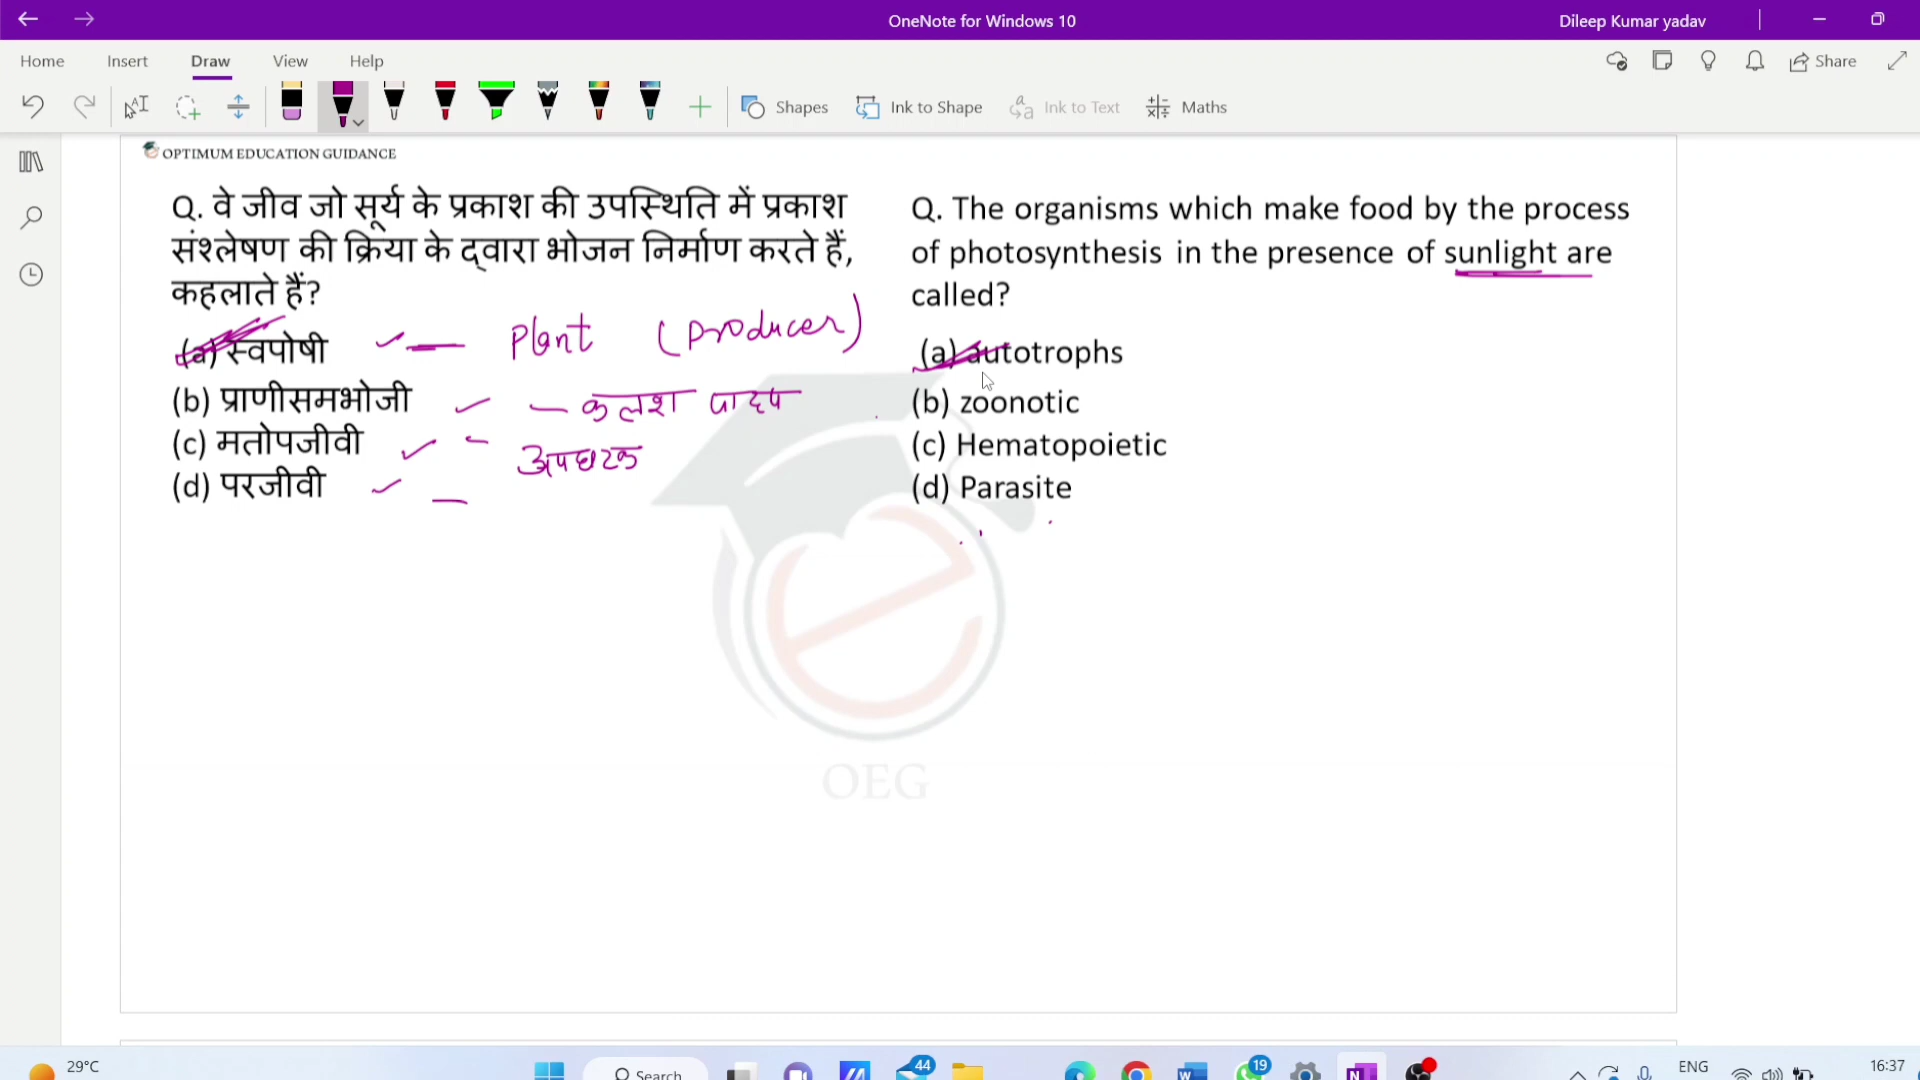 OneNote for Windows 10
Dileep Kumar yadav
Home Insert Draw View Help
Share
Shapes Ink to Shape Ink to Text Maths
OPTIMUM EDUCATION GUIDANCE
Q. वे जीव जो सूर्य के प्रकाश की उपस्थिति में प्रकाश
संश्लेषण की क्रिया के द्वारा भोजन निर्माण करते हैं,
कहलाते हैं?
(a) स्वपोषी Plant (producer)
(b) प्राणीसमभोजी कलश पादप
(c) मतोपजीवी अपघटक
(d) परजीवी
Q. The organisms which make food by the process
of photosynthesis in the presence of sunlight are
called?
(a) autotrophs
(b) zoonotic
(c) Hematopoietic
(d) Parasite
OEG
29°C
Search
44
19
ENG
16:37